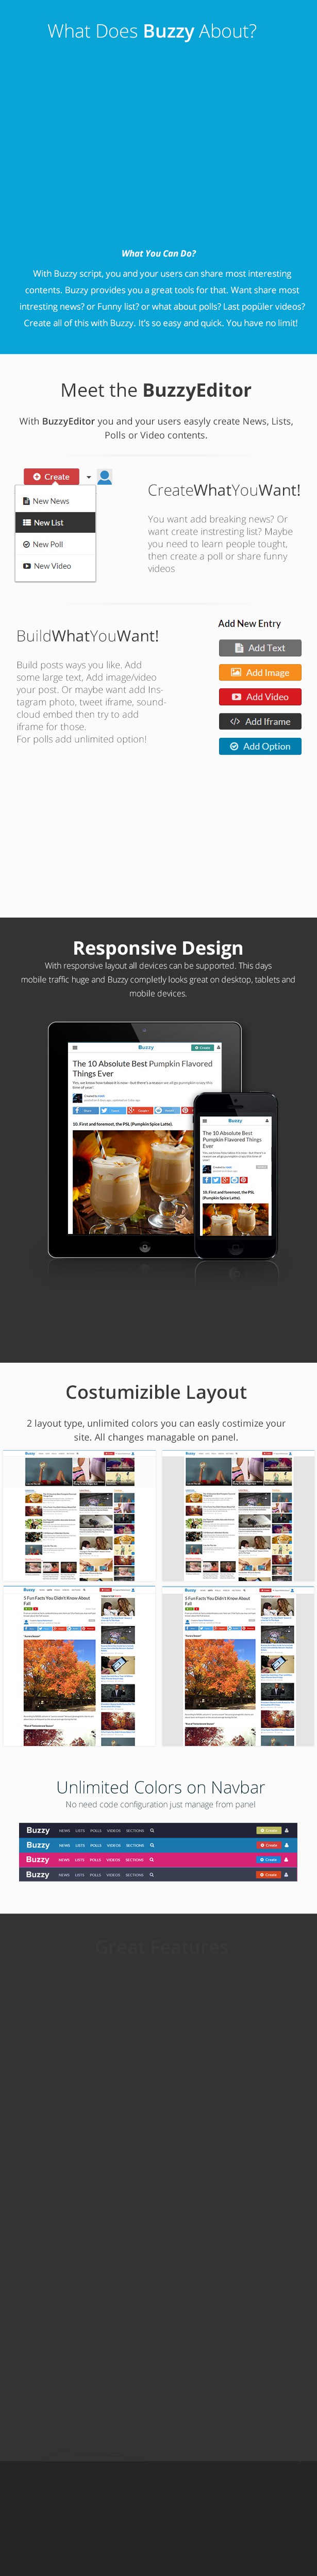 What Does Buzzy About?
What You Can Do?
With Buzzy script, you and your users can share most interesting
contents. Buzzy provides you a great tools for that. Want share most
intresting news? or Funny list? or what about polls? Last popüler videos?
Create all of this with Buzzy. It's so easy and quick. You have no limit!
Meet the BuzzyEditor
With BuzzyEditor you and your users easyly create News, Lists,
Polls or Video contents.
Create
New News
New List
New Poll
New Video
CreateWhatYouWant!
You want add breaking news? Or
want create instresting list? Maybe
you need to learn people tought,
then create a poll or share funny
videos
BuildWhatYouWant!
Build posts ways you like. Add
some large text, Add image/video
your post. Or maybe want add Ins-
tagram photo, tweet iframe, sound-
cloud embed then try to add
iframe for those.
For polls add unlimited option!
Add New Entry
Add Text
Add Image
Add Video
Add Iframe
Add Option
Responsive Design
With responsive layout all devices can be supported. This days
mobile traffic huge and Buzzy completly looks great on desktop, tablets and
mobile devices.
Buzzy
Create
The 10 Absolute Best Pumpkin Flavored
Things Ever
10. First and foremost, the PSL (Pumpkin Spice Latte).
Buzzy
The 10 Absolute Best
Pumpkin Flavored Things
Ever
10. First and foremost, the PSL
(Pumpkin Spice Latte).
Costumizible Layout
2 layout type, unlimited colors you can easly costimise your
site. All changes managable on panel.
Buzzy
Buzzy
Buzzy
5 Fun Facts You Didn't Know About
Fall
Buzzy
5 Fun Facts You Didn't Know About
Fall
Unlimited Colors on Navbar
No need code configuration just manage from panel
Buzzy NEWS LISTS POLLS VIDEOS SECTIONS Create
Buzzy NEWS LISTS POLLS VIDEOS SECTIONS Create
Buzzy NEWS LISTS POLLS VIDEOS SECTIONS Create
Buzzy NEWS LISTS POLLS VIDEOS SECTIONS Create
Great Features